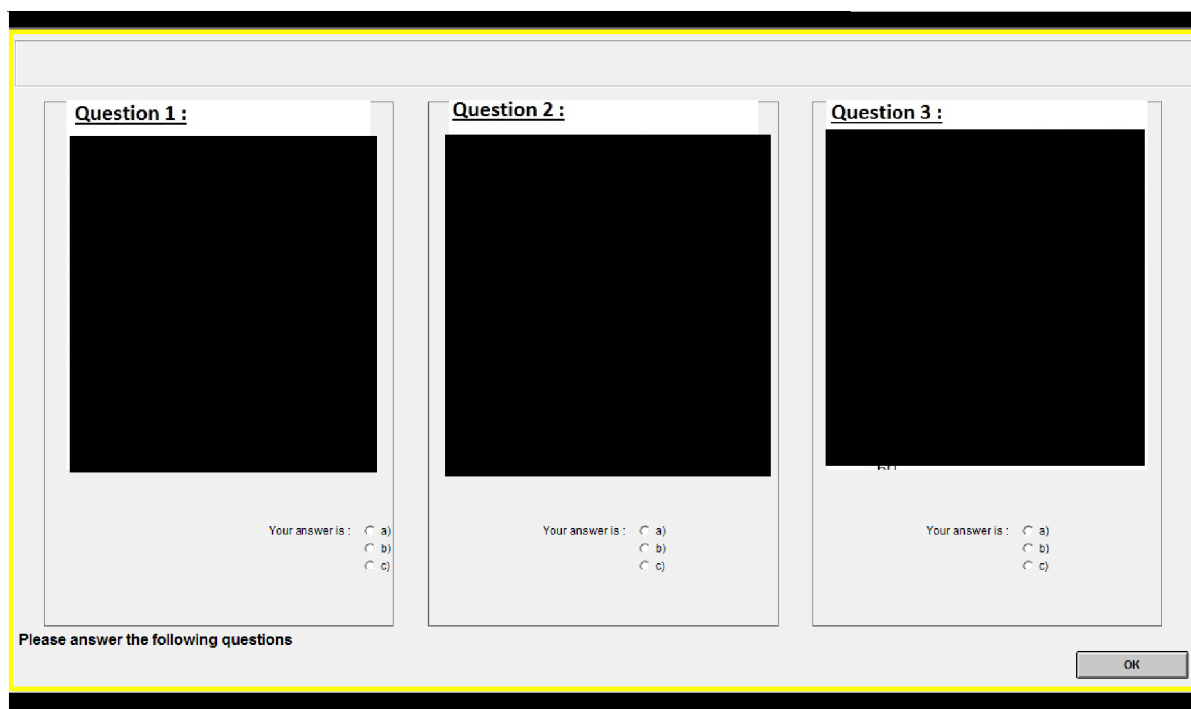 Question 1 :
Your answer is : a)
b)
c)
Question 2 :
Your answer is : a)
b)
c)
Question 3 :
Your answer is : a)
b)
c)
Please answer the following questions
OK